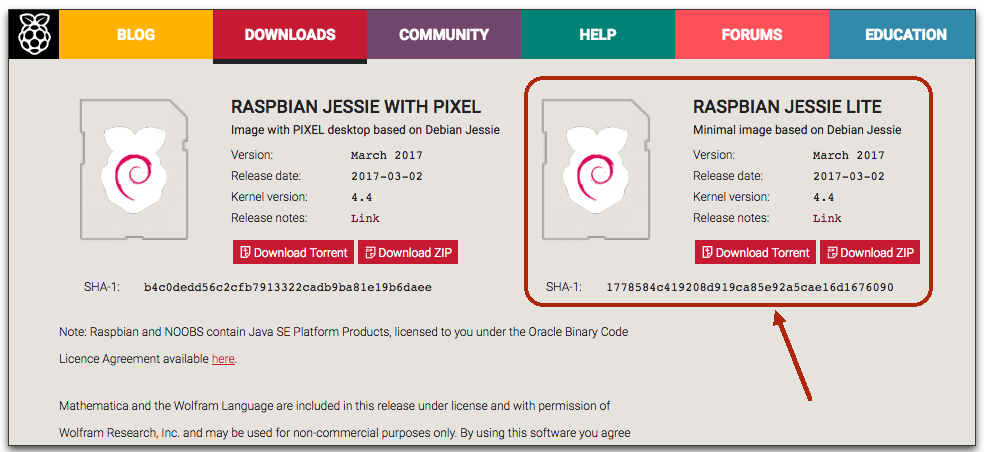 BLOG DOWNLOADS COMMUNITY HELP FORUMS EDUCATION
RASPBIAN JESSIE WITH PIXEL
Image with PIXEL desktop based on Debian Jessie
Version: March 2017
Release date: 2017-03-02
Kernel version: 4.4
Release notes: Link
Download Torrent Download ZIP
SHA-1: b4c0dedd56c2cfb7913322cadb9ba81e19b6daee
RASPBIAN JESSIE LITE
Minimal image based on Debian Jessie
Version: March 2017
Release date: 2017-03-02
Kernel version: 4.4
Release notes: Link
Download Torrent Download ZIP
SHA-1: 1778584c419208d919ca85e92a5cae16d1676090
Note: Raspbian and NOOBS contain Java SE Platform Products, licensed to you under the Oracle Binary Code
Licence Agreement available here.
Mathematica and the Wolfram Language are included in this release under license and with permission of
Wolfram Research, Inc. and may be used for non-commercial purposes only. By using this software you agree